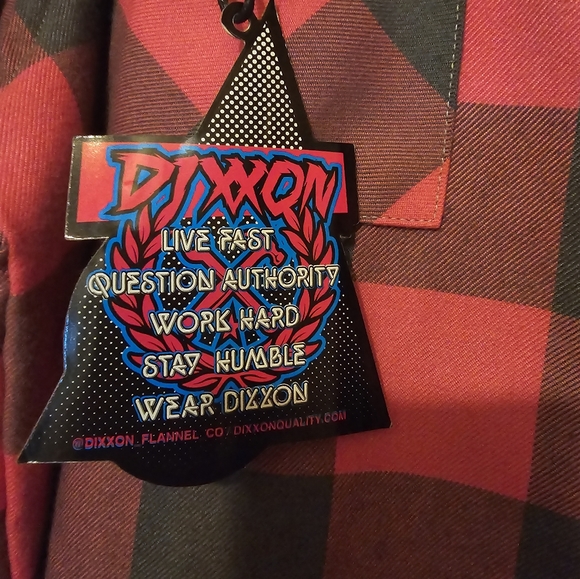 DIXXON
LIVE FAST
QUESTION AUTHORITY
WORK HARD
STAY HUMBLE
WEAR DIXXON
@DIXXON_FLANNEL_CO / DIXXONQUALITY.COM